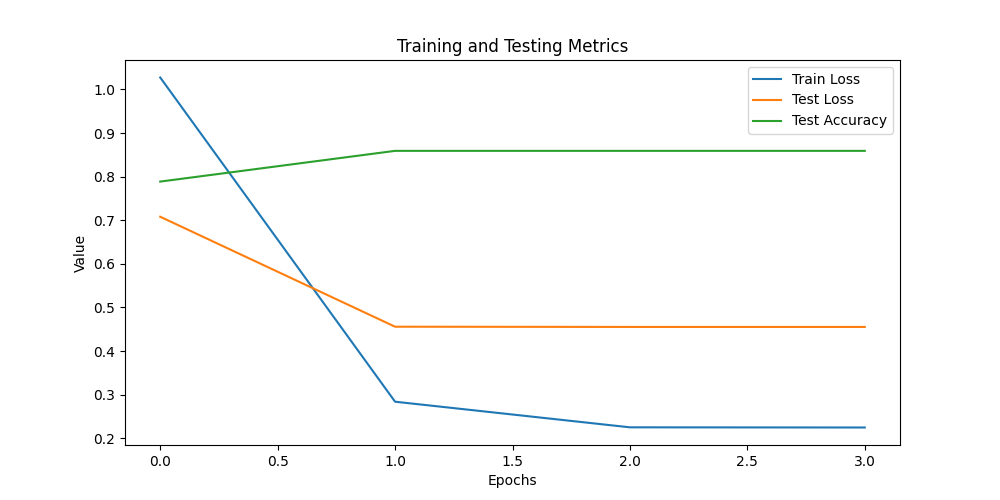 Training and Testing Metrics
Train Loss
Test Loss
Test Accuracy
Value
1.0
0.9
0.8
0.7
0.6
0.5
0.4
0.3
0.2
0.0 0.5 1.0 1.5 2.0 2.5 3.0
Epochs